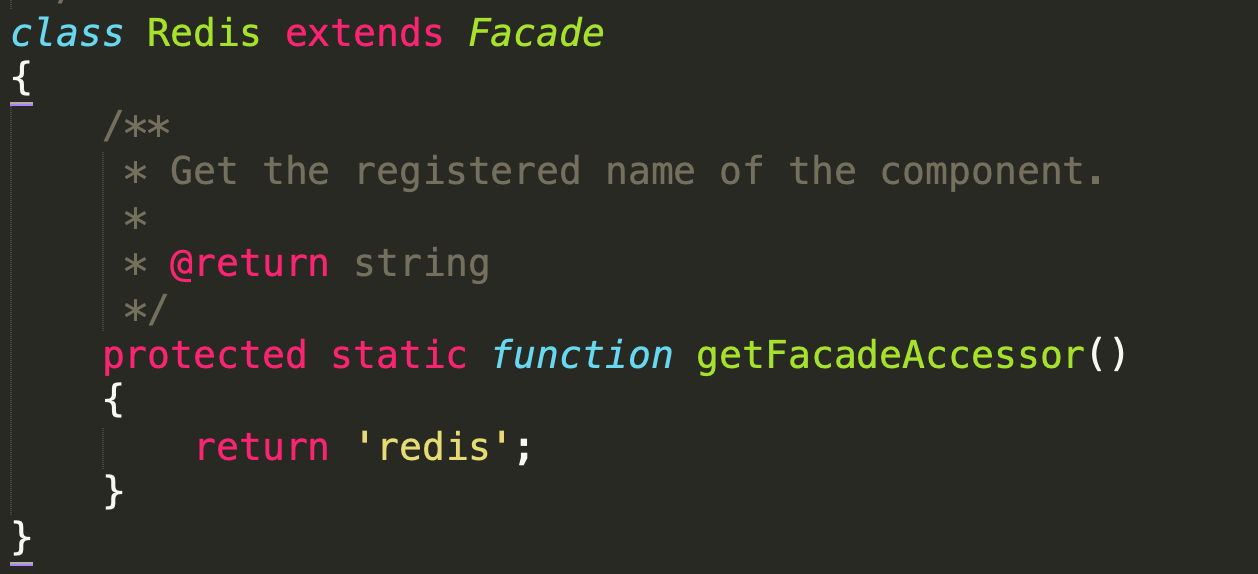 class Redis extends Facade
{
    /**
     * Get the registered name of the component.
     *
     * @return string
     */
    protected static function getFacadeAccessor()
    {
        return 'redis';
    }
}